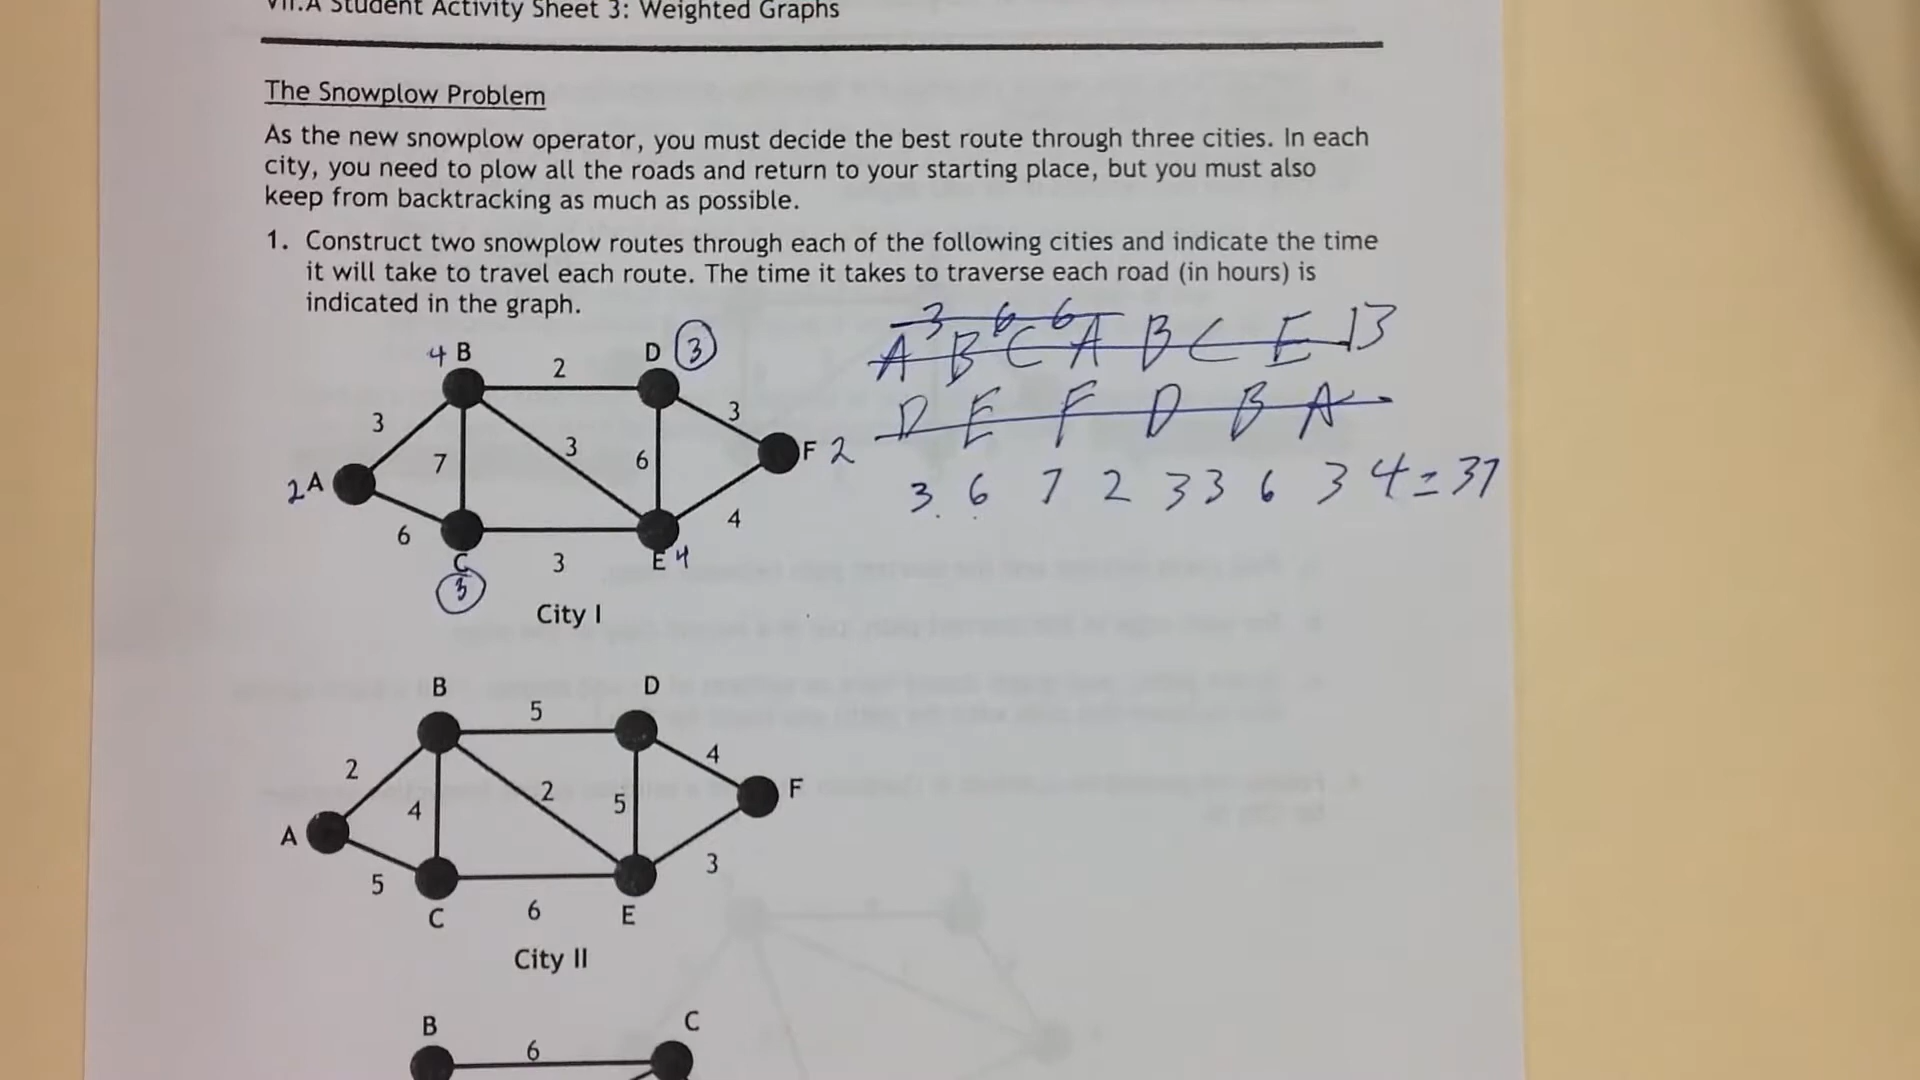 VII.A Student Activity Sheet 3: Weighted Graphs
The Snowplow Problem
As the new snowplow operator, you must decide the best route through three cities. In each
city, you need to plow all the roads and return to your starting place, but you must also
keep from backtracking as much as possible.
1. Construct two snowplow routes through each of the following cities and indicate the time
it will take to travel each route. The time it takes to traverse each road (in hours) is
indicated in the graph.
3 6 6
A B C A B C E 13
D E F D B A
3 6 7 2 3 3 6 3 4 = 37
4 B 2 D 3
3 7 3 6 3
2 A F 2
6 3 4
C E 4
3
City I
B 5 D
2 4 2 5 4
A F
5 6 3
C E
City II
B 6 C